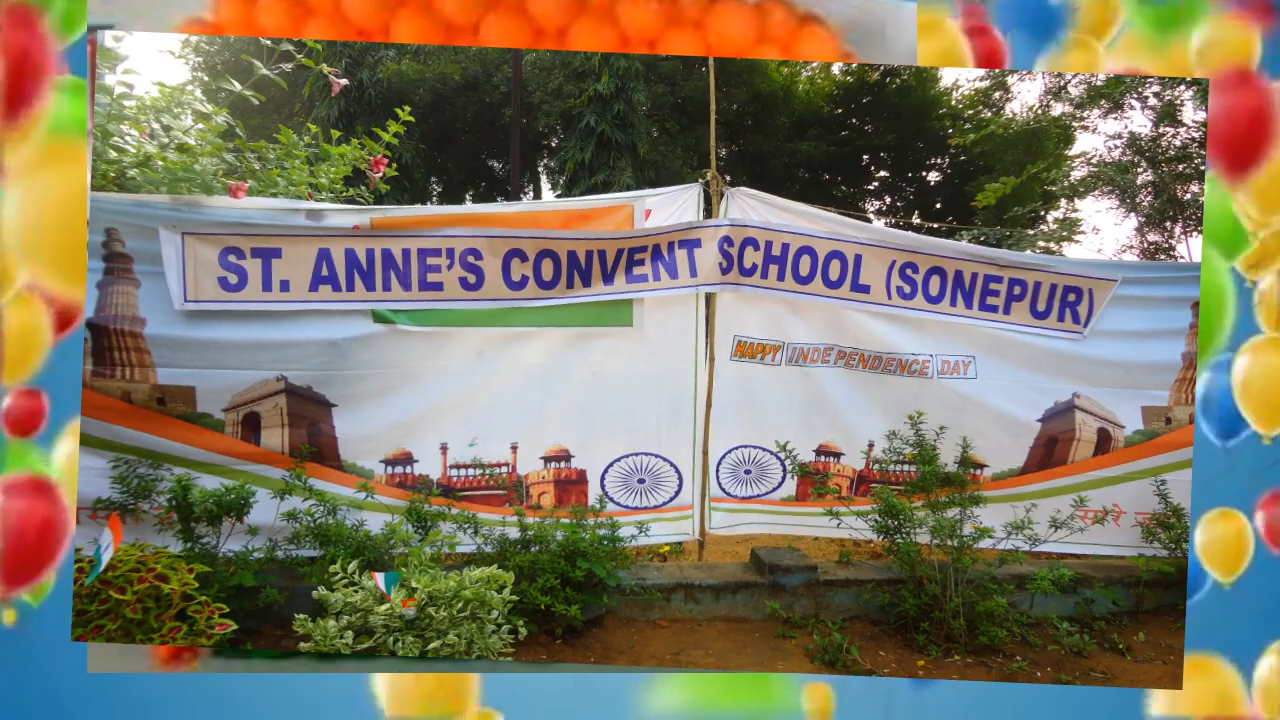 ST. ANNE'S CONVENT SCHOOL (SONEPUR)
HAPPY INDEPENDENCE DAY
सारे